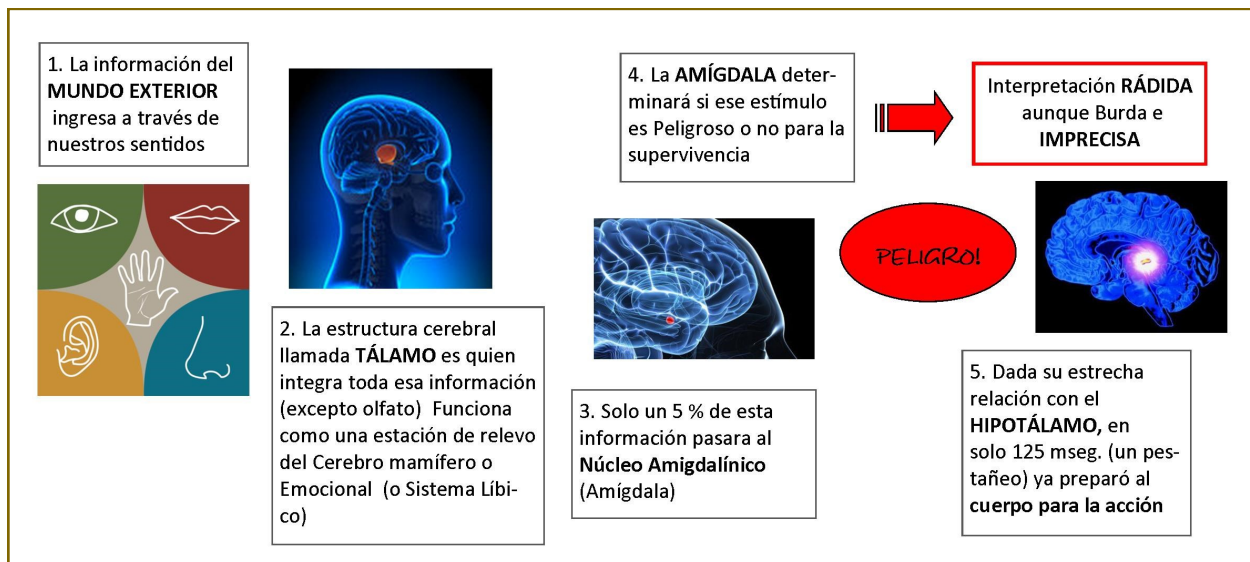 1. La información del
MUNDO EXTERIOR
ingresa a través de
nuestros sentidos
2. La estructura cerebral
llamada TÁLAMO es quien
integra toda esa información
(excepto olfato) Funciona
como una estación de relevo
del Cerebro mamífero o
Emocional (o Sistema Líbi-
co)
3. Solo un 5 % de esta
información pasara al
Núcleo Amigdalínico
(Amígdala)
4. La AMÍGDALA deter-
minará si ese estímulo
es Peligroso o no para la
supervivencia
Interpretación RÁDIDA
aunque Burda e
IMPRECISA
PELIGRO!
5. Dada su estrecha
relación con el
HIPOTÁLAMO, en
solo 125 mseg. (un pes-
tañeo) ya preparó al
cuerpo para la acción